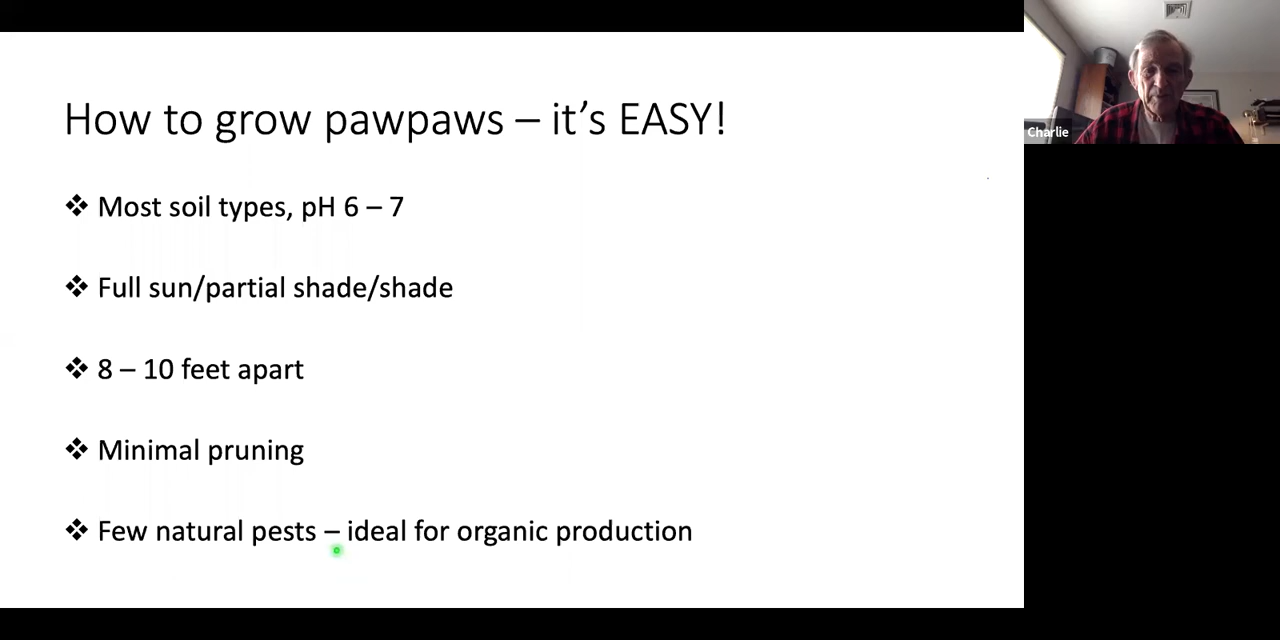 How to grow pawpaws – it’s EASY!
❖ Most soil types, pH 6 – 7
❖ Full sun/partial shade/shade
❖ 8 – 10 feet apart
❖ Minimal pruning
❖ Few natural pests – ideal for organic production
Charlie